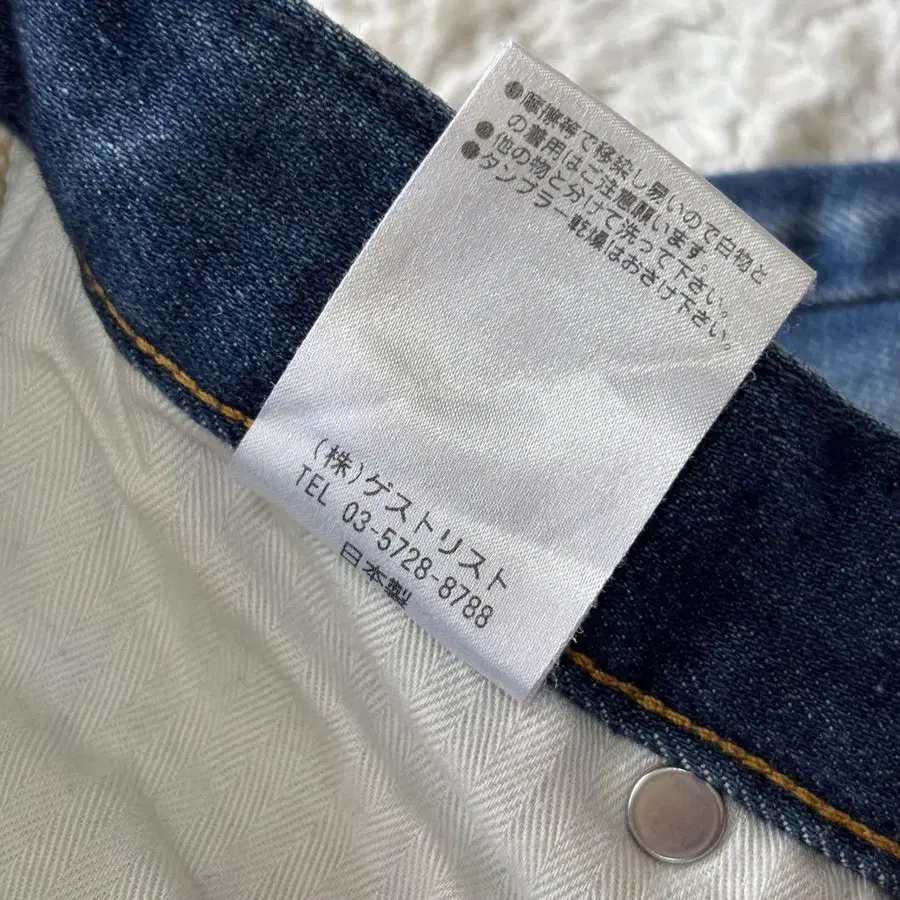 ●摩擦等で移染し易いので白物と
の着用はご注意願います。
●他の物と分けて洗って下さい。
●タンブラー乾燥はおさけ下さい。
(株)ゲストリスト
TEL 03-5728-8788
日本製